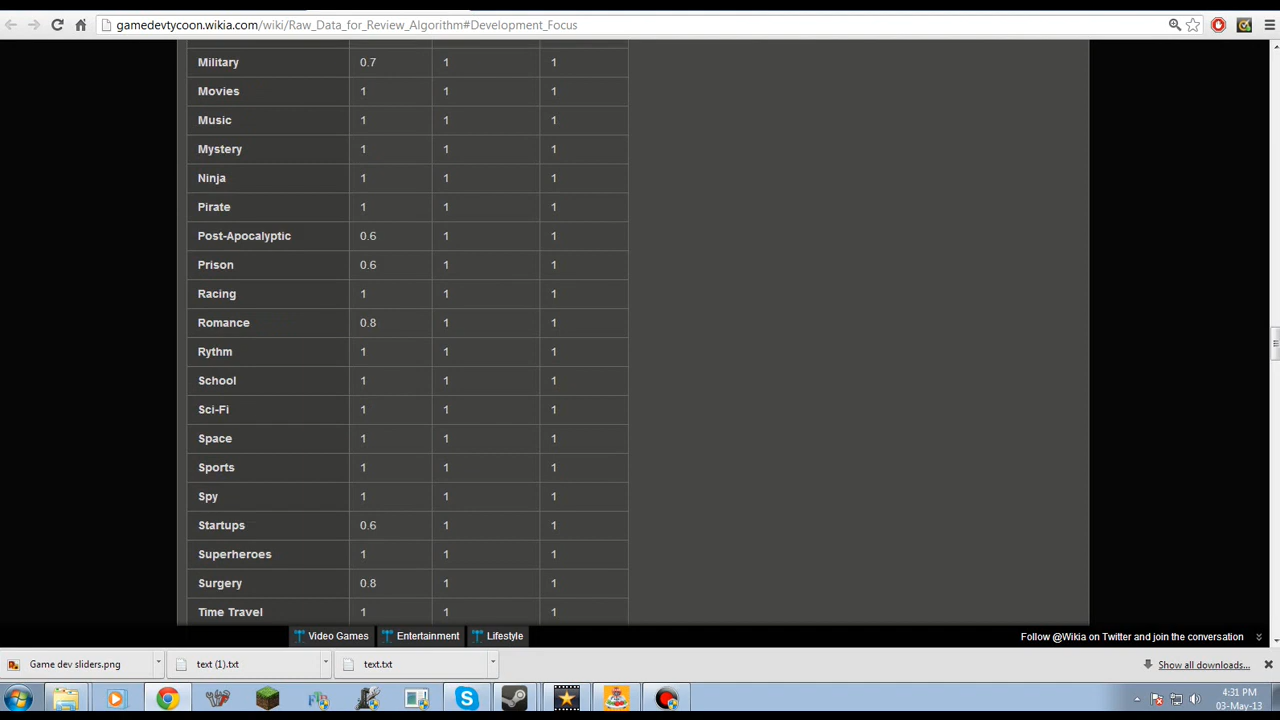 gamedevtycoon.wikia.com/wiki/Raw_Data_for_Review_Algorithm#Development_Focus
Military 0.7 1 1
Movies 1 1 1
Music 1 1 1
Mystery 1 1 1
Ninja 1 1 1
Pirate 1 1 1
Post-Apocalyptic 0.6 1 1
Prison 0.6 1 1
Racing 1 1 1
Romance 0.8 1 1
Rythm 1 1 1
School 1 1 1
Sci-Fi 1 1 1
Space 1 1 1
Sports 1 1 1
Spy 1 1 1
Startups 0.6 1 1
Superheroes 1 1 1
Surgery 0.8 1 1
Time Travel 1 1 1
Video Games Entertainment Lifestyle Follow @Wikia on Twitter and join the conversation
Game dev sliders.png text (1).txt text.txt Show all downloads...
4:31 PM
03-May-13